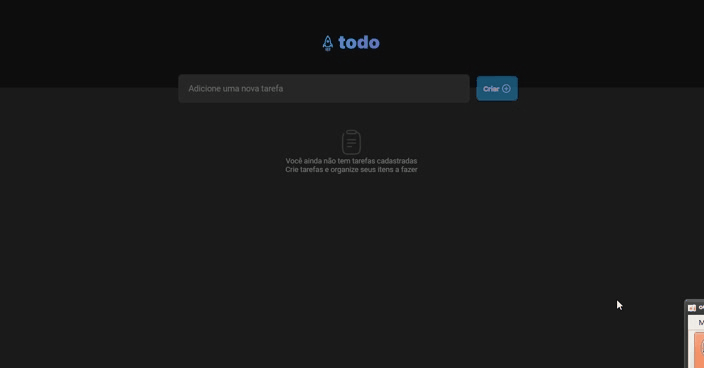 todo
Adicione uma nova tarefa
Criar
Você ainda não tem tarefas cadastradas
Crie tarefas e organize seus itens a fazer